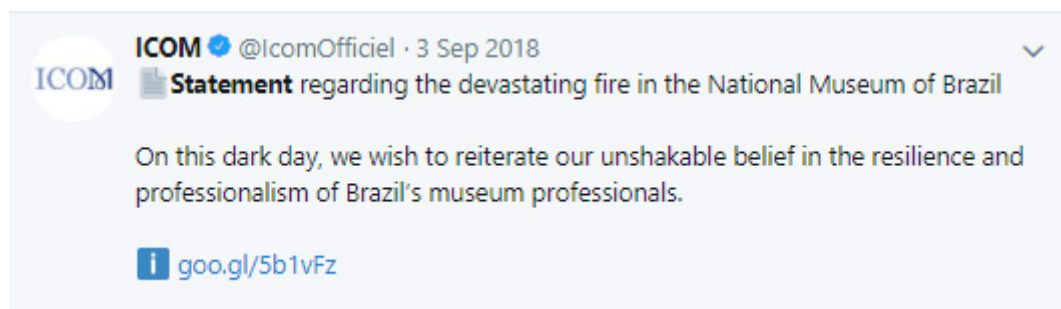 ICOM @IcomOfficiel · 3 Sep 2018
ICOM
Statement regarding the devastating fire in the National Museum of Brazil
On this dark day, we wish to reiterate our unshakable belief in the resilience and
professionalism of Brazil's museum professionals.
i goo.gl/5b1vFz